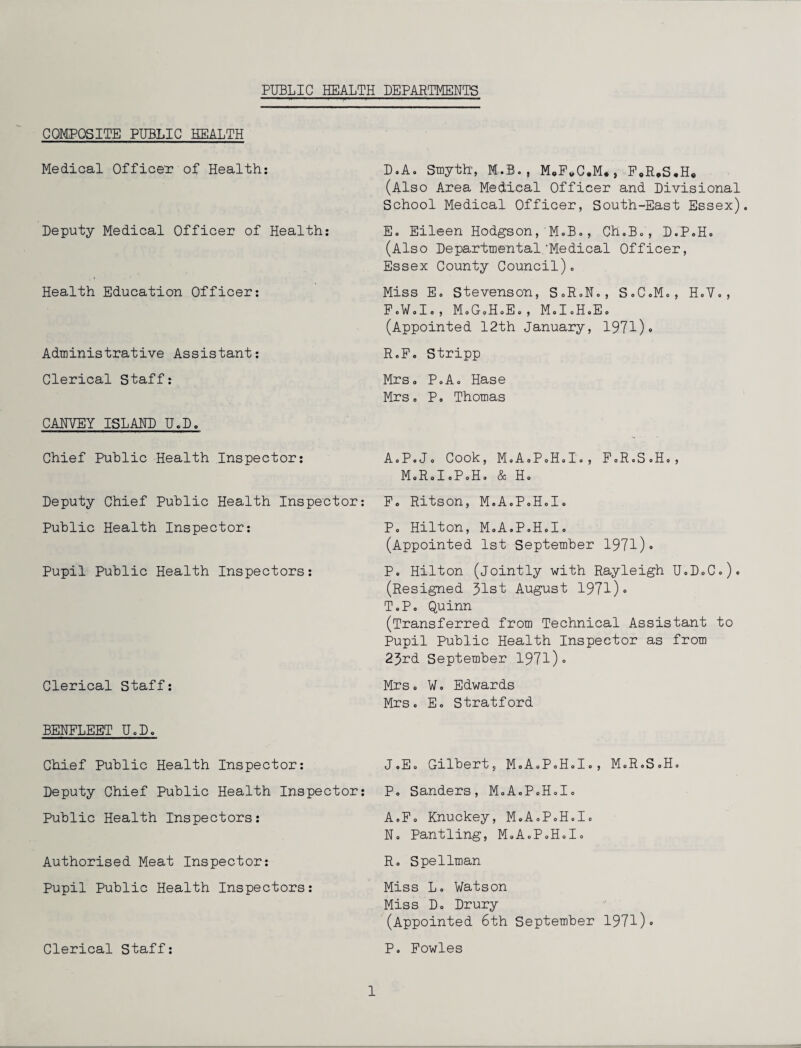 PUBLIC HEALTH DEPARTMENTS
COMPOSITE PUBLIC HEALTH
Medical Officer of Health: D.A. Smyth, M.B., M.F.C.M., F.R.S.H.
(Also Area Medical Officer and Divisional
School Medical Officer, South-East Essex).
Deputy Medical Officer of Health: E. Eileen Hodgson, M.B., Ch.B., D.P.H.
(Also Departmental Medical Officer,
Essex County Council).
Health Education Officer: Miss E. Stevenson, S.R.N., S.C.M., H.V.,
F.W.I., M.G.H.E., M.I.H.E.
(Appointed 12th January, 1971).
Administrative Assistant: R.F. Stripp
Clerical Staff: Mrs. P.A. Hase
Mrs. P. Thomas
CANVEY ISLAND U.D.
Chief Public Health Inspector: A.P.J. Cook, M.A.P.H.I., F.R.S.H.,
M.R.I.P.H. & H.
Deputy Chief Public Health Inspector: F. Ritson, M.A.P.H.I.
Public Health Inspector: P. Hilton, M.A.P.H.I.
(Appointed 1st September 1971).
Pupil Public Health Inspectors: P. Hilton (Jointly with Rayleigh U.D.C.).
(Resigned 31st August 1971).
T.P. Quinn
(Transferred from Technical Assistant to
Pupil Public Health Inspector as from
23rd September 1971).
Clerical Staff: Mrs. W. Edwards
Mrs. E. Stratford
BENFLEET U.D.
Chief Public Health Inspector: J.E. Gilbert, M.A.P.H.I., M.R.S.H.
Deputy Chief Public Health Inspector: P. Sanders, M.A.P.H.I.
Public Health Inspectors: A.F. Knuckey, M.A.P.H.I.
N. Pantling, M.A.P.H.I.
Authorised Meat Inspector: R. Spellman
Pupil Public Health Inspectors: Miss L. Watson
Miss D. Drury
(Appointed 6th September 1971).
Clerical Staff: P. Fowles
1